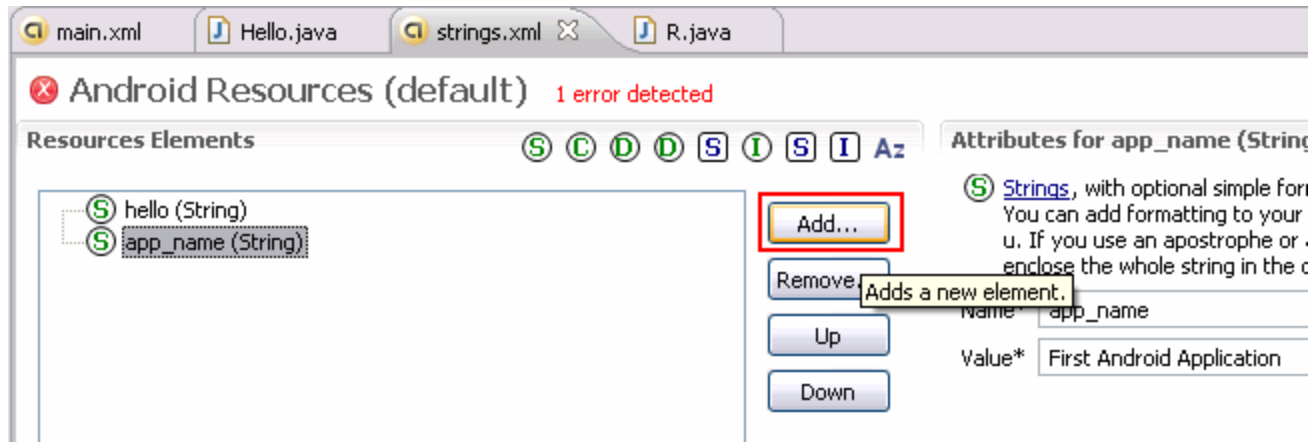 main.xml
Hello.java
strings.xml
R.java
Android Resources (default) 1 error detected
Resources Elements
S C D D S I S I Az
S hello (String)
S app_name (String)
Add...
Remove.
Adds a new element.
Up
Down
Attributes for app_name (String
S Strings, with optional simple
You can add formatting to your
u. If you use an apostrophe or
enclose the whole string in the
Name* app_name
Value* First Android Application